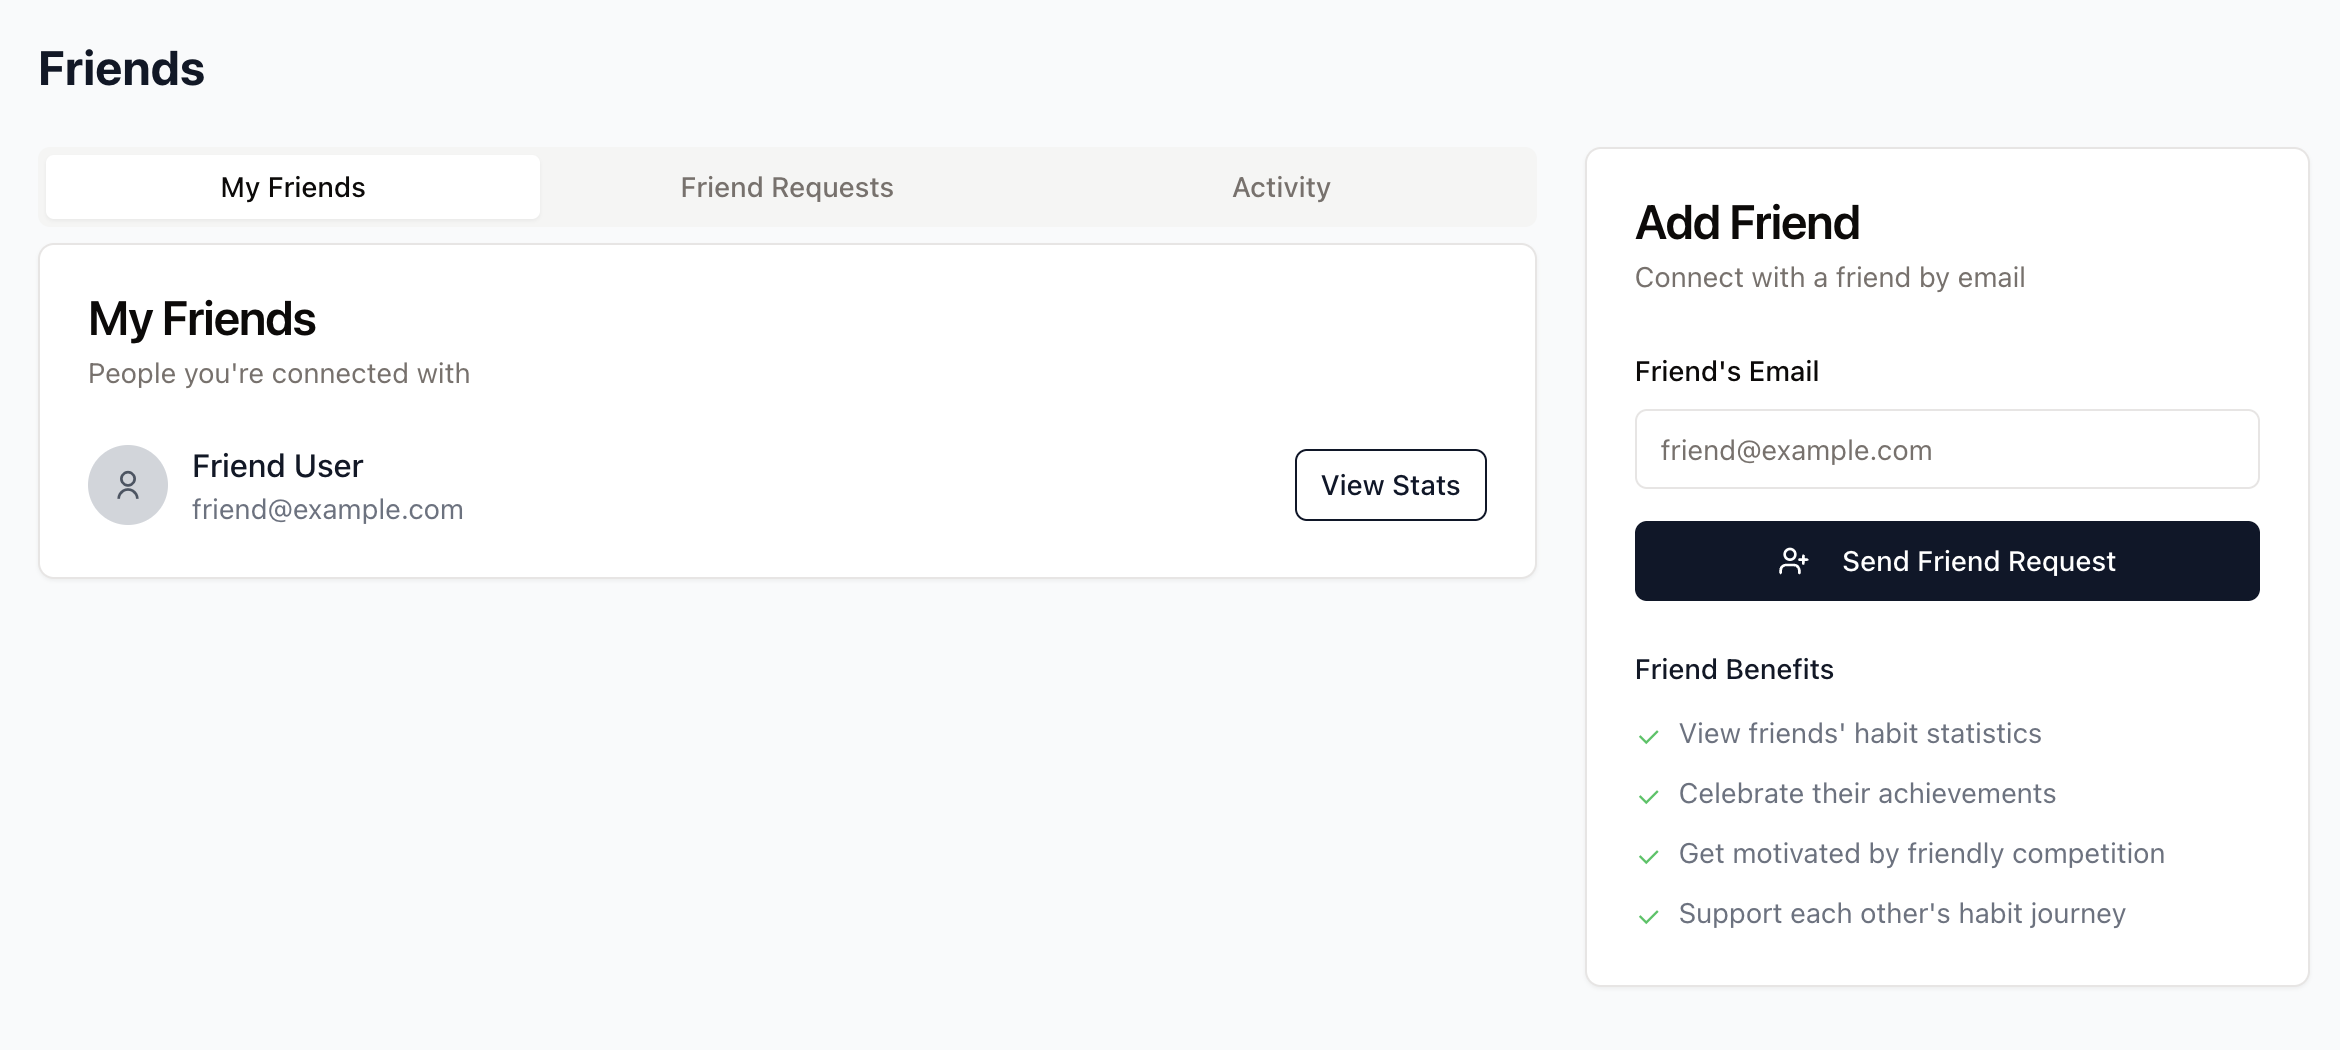 Friends
My Friends
Friend Requests
Activity
My Friends
People you're connected with
Friend User
friend@example.com
View Stats
Add Friend
Connect with a friend by email
Friend's Email
friend@example.com
Send Friend Request
Friend Benefits
View friends' habit statistics
Celebrate their achievements
Get motivated by friendly competition
Support each other's habit journey